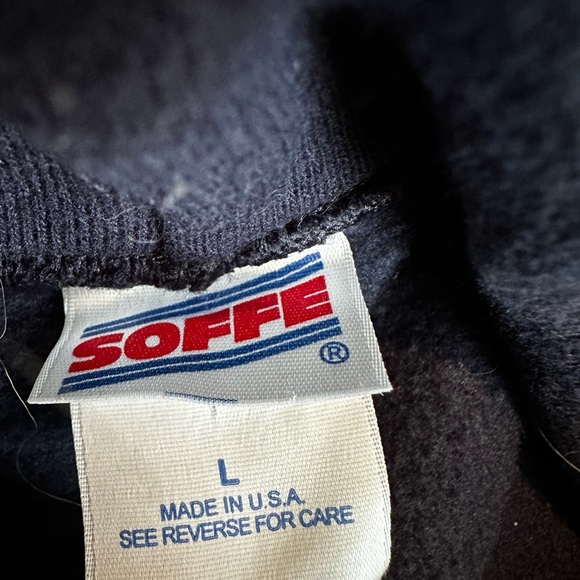 SOFFE
®
L
MADE IN U.S.A.
SEE REVERSE FOR CARE